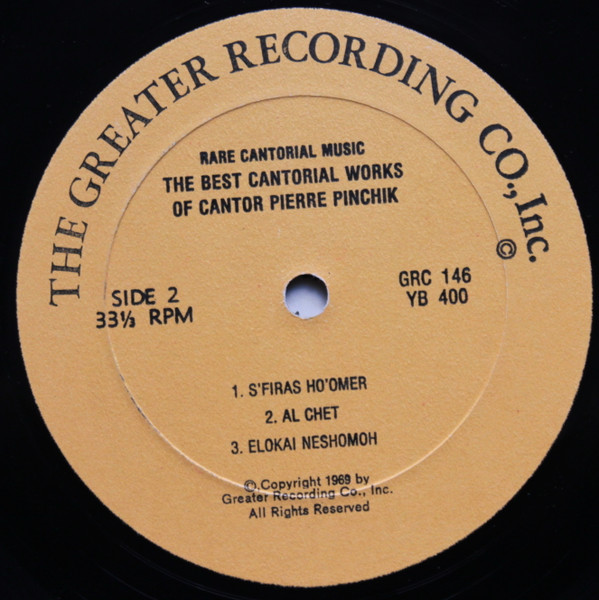 THE GREATER RECORDING CO., Inc.
©
RARE CANTORIAL MUSIC
THE BEST CANTORIAL WORKS
OF CANTOR PIERRE PINCHIK
SIDE 2
33⅓ RPM
GRC 146
YB 400
1. S'FIRAS HO'OMER
2. AL CHET
3. ELOKAI NESHOMOH
©.Copyright 1969 by
Greater Recording Co., Inc.
All Rights Reserved